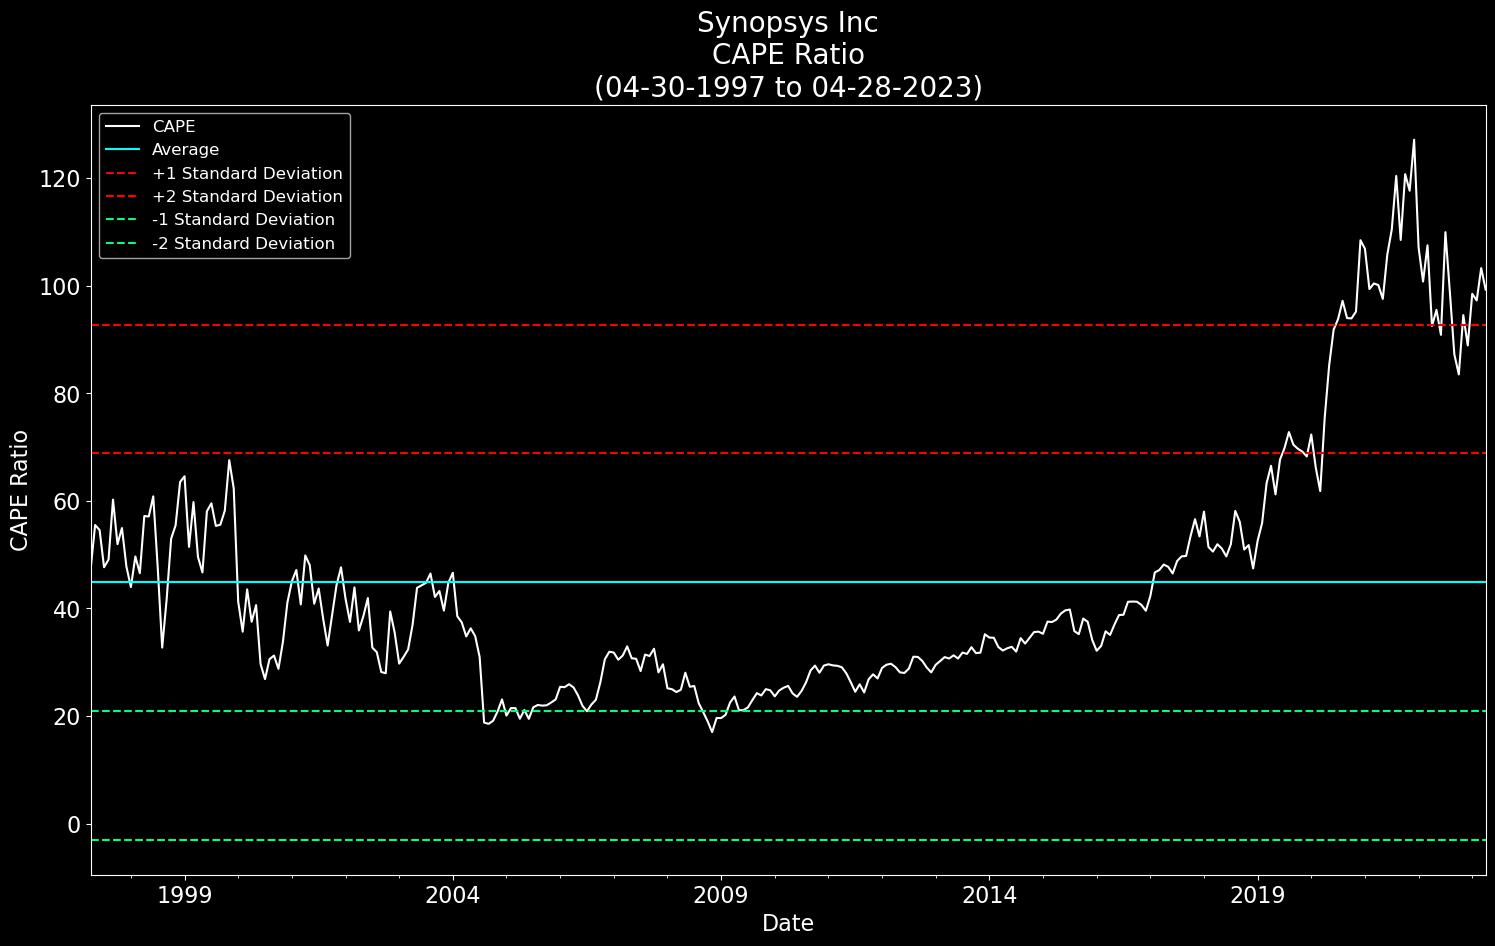 Synopsys Inc
CAPE Ratio
(04-30-1997 to 04-28-2023)
CAPE
Average
+1 Standard Deviation
+2 Standard Deviation
-1 Standard Deviation
-2 Standard Deviation
CAPE Ratio
120
100
80
60
40
20
0
1999 2004 2009 2014 2019
Date